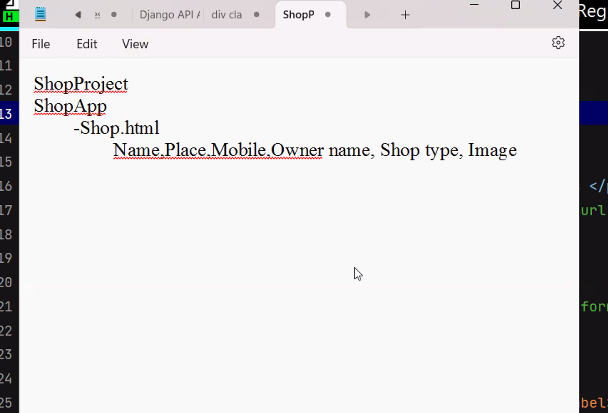 Django API
div cla
ShopP
Reg
File
Edit
View
ShopProject
ShopApp
-Shop.html
Name,Place,Mobile,Owner name, Shop type, Image
10
11
12
13
14
15
16
</
17
url
18
19
20
21
for
22
23
24
25
bel